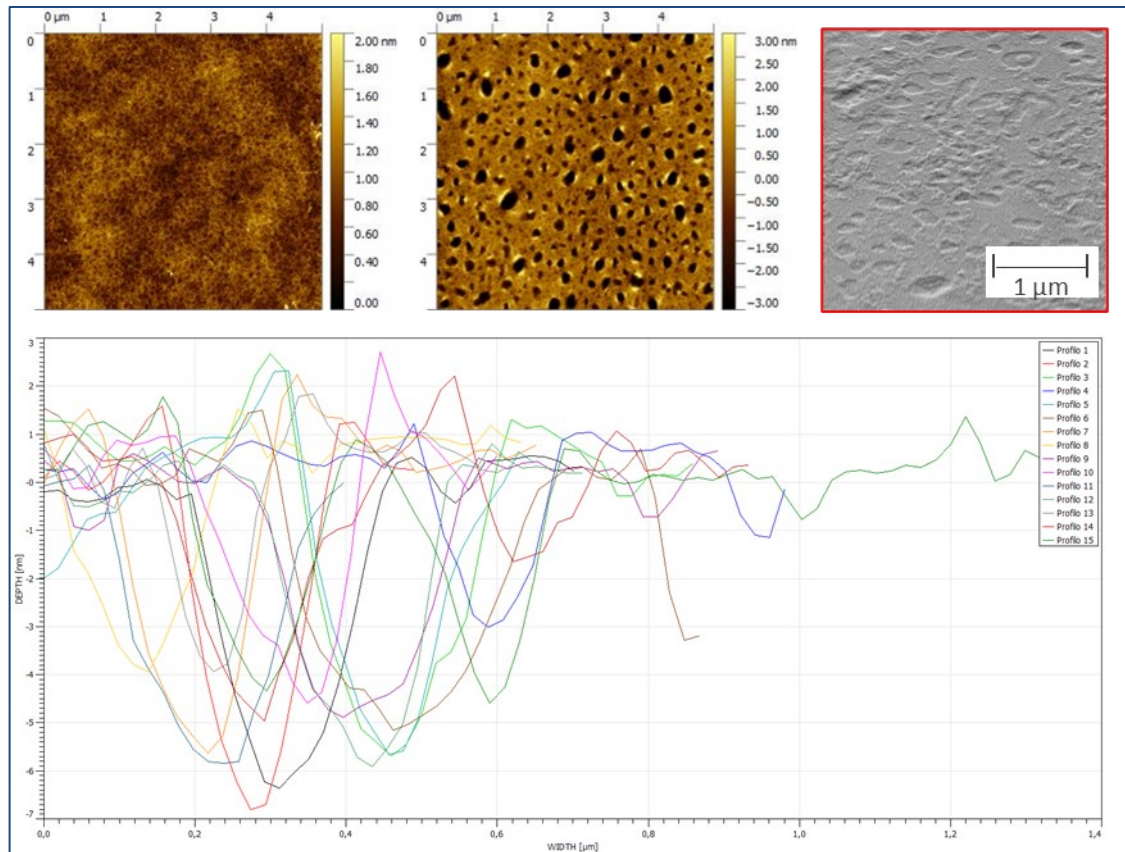 0 µm 1 2 3 4
0
1
2
3
4
2.00 nm
1.80
1.60
1.40
1.20
1.00
0.80
0.60
0.40
0.20
0.00
0 µm 1 2 3 4
0
1
2
3
4
3.00 nm
2.00
1.50
1.00
0.50
0.00
−0.50
−1.00
−1.50
−2.00
−3.00
1 µm
DEPTH [nm]
2
1
-0
-1
-2
-3
-4
-5
-6
-7
0,0 0,2 0,4 0,6 0,8 1,0 1,2 1,4
WIDTH [µm]
Profilo 1
Profilo 2
Profilo 3
Profilo 4
Profilo 5
Profilo 6
Profilo 7
Profilo 8
Profilo 9
Profilo 10
Profilo 11
Profilo 12
Profilo 13
Profilo 14
Profilo 15